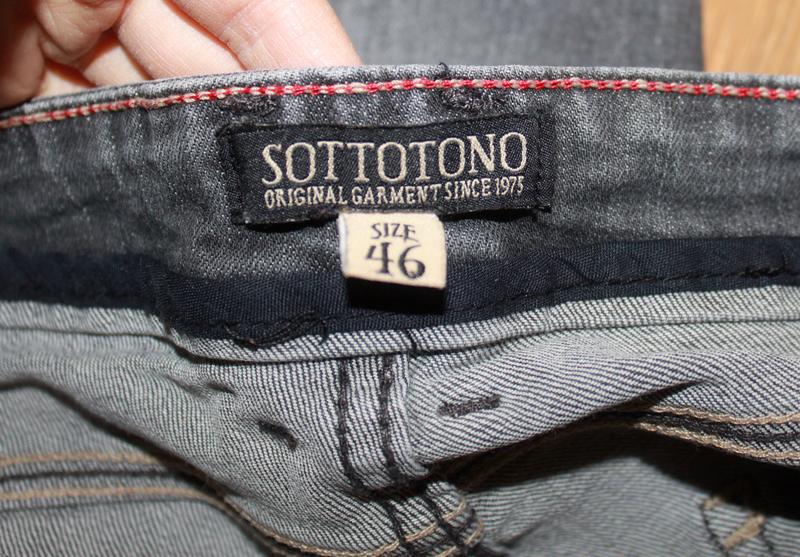 SOTTOTONO
ORIGINAL GARMENT SINCE 1975
SIZE
46